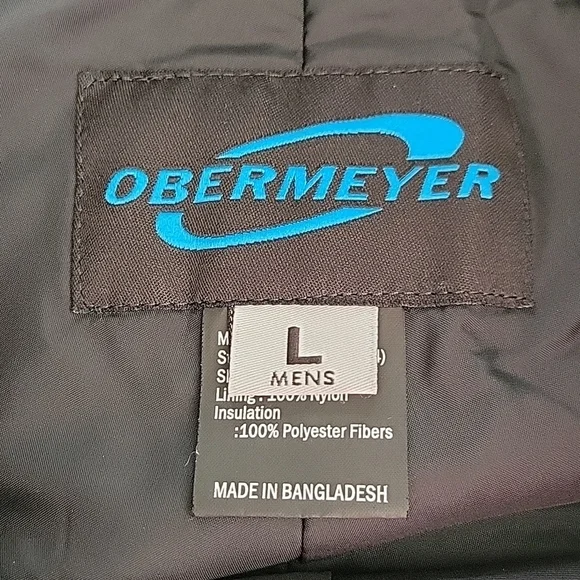 OBERMEYER
L
MENS
Lining: 100% Nylon
Insulation
:100% Polyester Fibers
MADE IN BANGLADESH